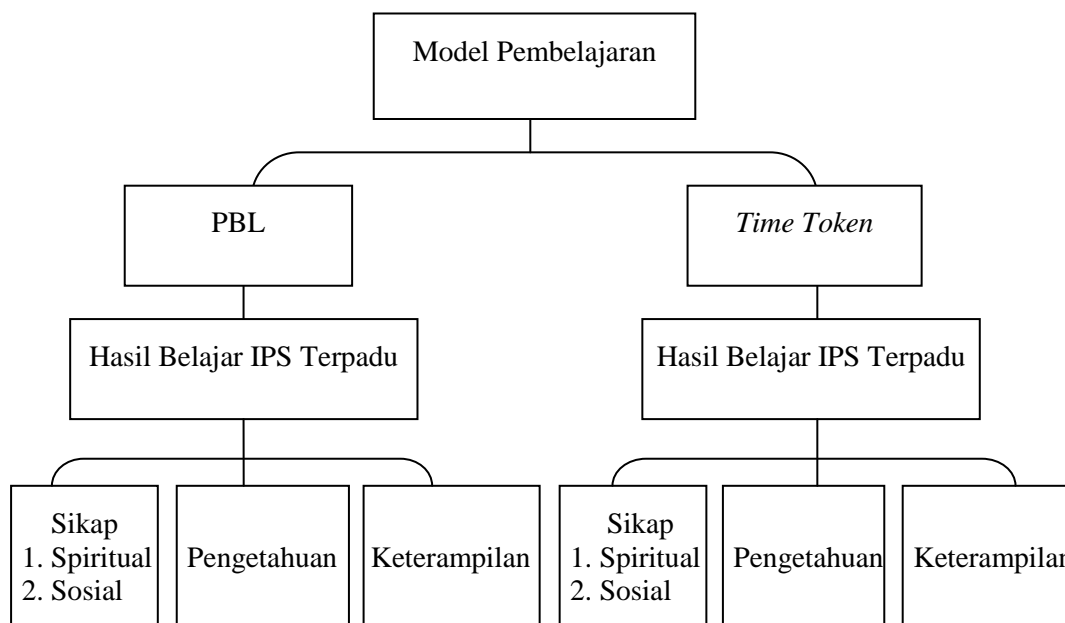 Model Pembelajaran
PBL
Time Token
Hasil Belajar IPS Terpadu
Hasil Belajar IPS Terpadu
Sikap
1. Spiritual
2. Sosial
Pengetahuan
Keterampilan
Sikap
1. Spiritual
2. Sosial
Pengetahuan
Keterampilan